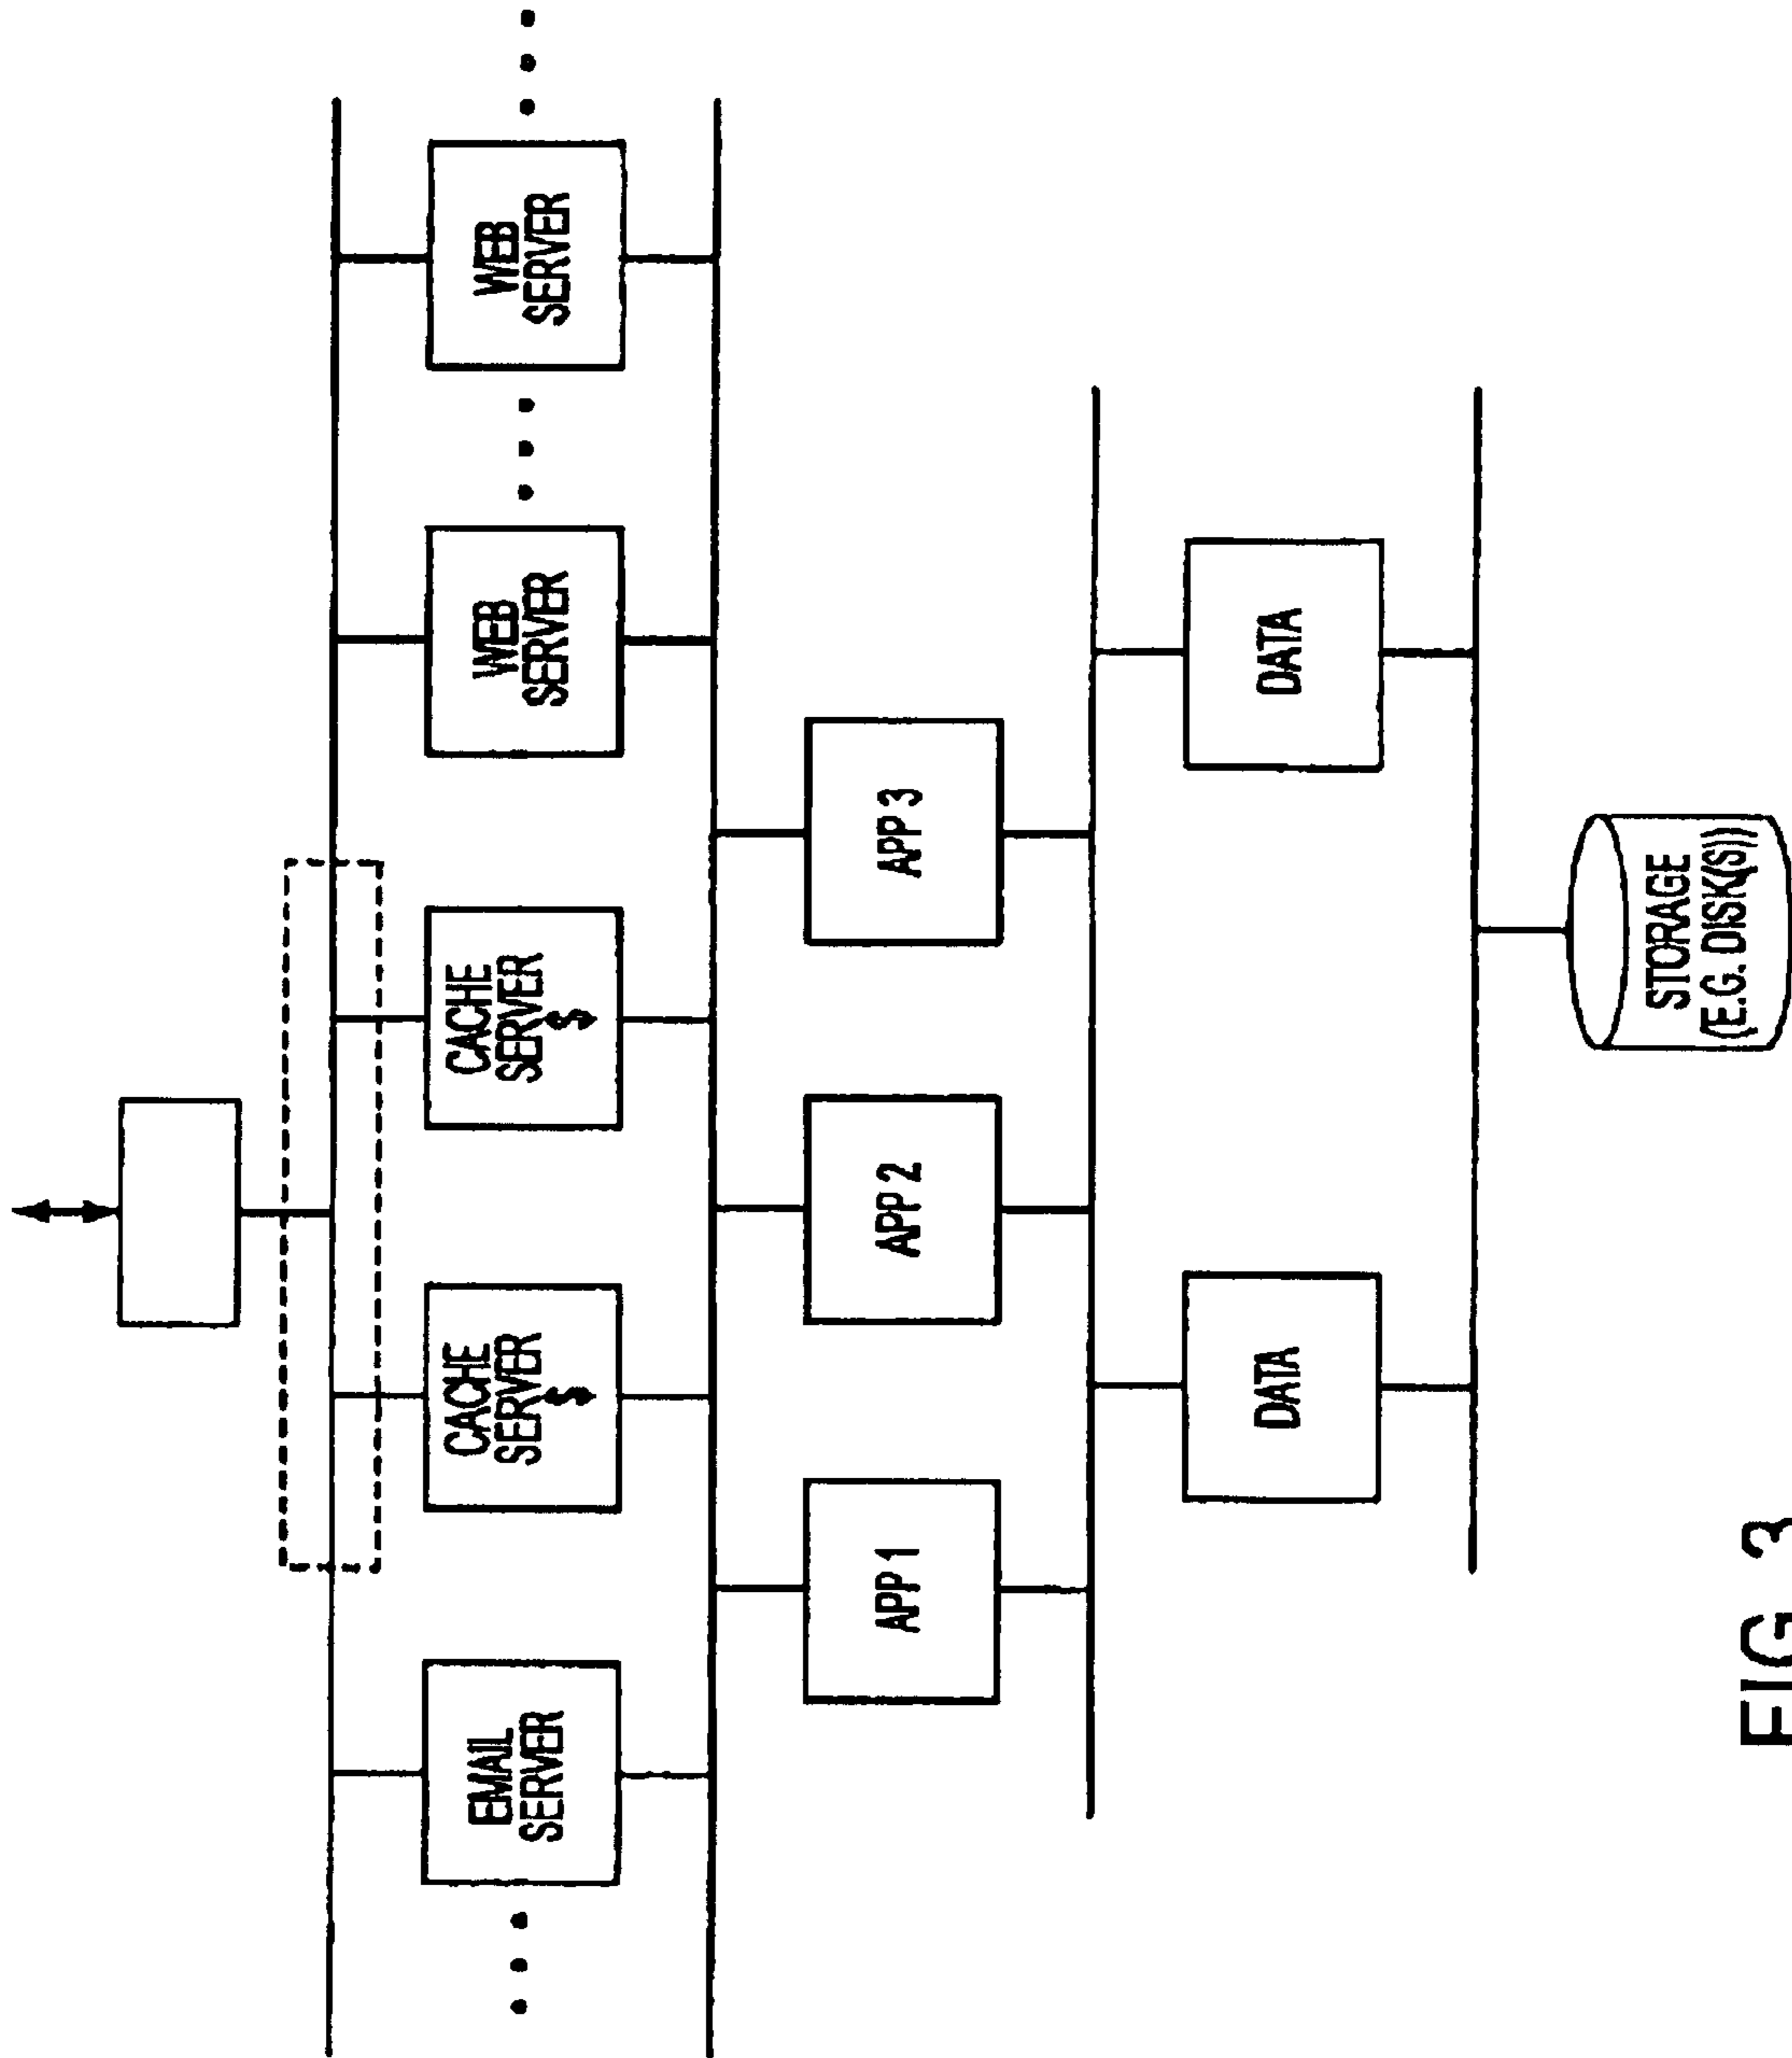 EMAIL
SERVER
CACHE
SERVER
$
CACHE
SERVER
$
WEB
SERVER
WEB
SERVER
APP 1
APP 2
APP 3
DATA
DATA
STORAGE
(E.G. DISK(S))
FIG. 3